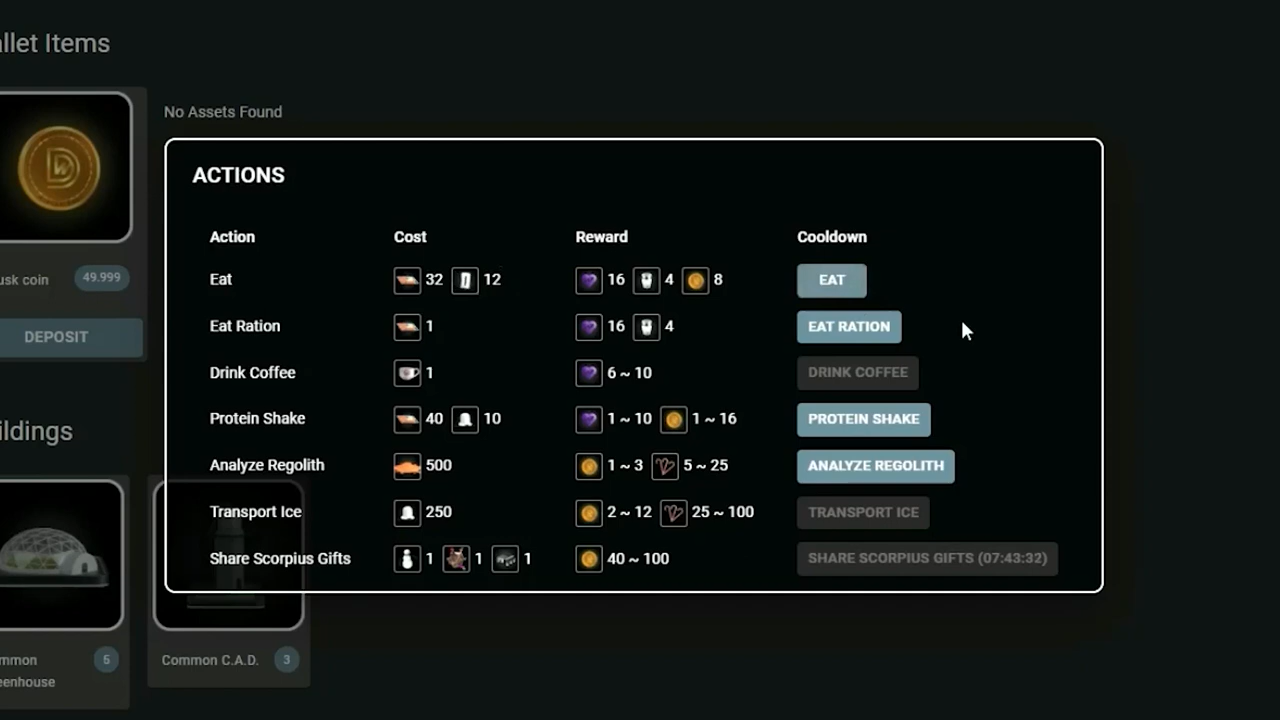 allet Items
No Assets Found
usk coin 49.999
DEPOSIT
ildings
mmon
eenhouse
5
Common C.A.D. 3
ACTIONS
Action Cost Reward Cooldown
Eat 32 12 16 4 8 EAT
Eat Ration 1 16 4 EAT RATION
Drink Coffee 1 6 ~ 10 DRINK COFFEE
Protein Shake 40 10 1 ~ 10 1 ~ 16 PROTEIN SHAKE
Analyze Regolith 500 1 ~ 3 5 ~ 25 ANALYZE REGOLITH
Transport Ice 250 2 ~ 12 25 ~ 100 TRANSPORT ICE
Share Scorpius Gifts 1 1 1 40 ~ 100 SHARE SCORPIUS GIFTS (07:43:32)